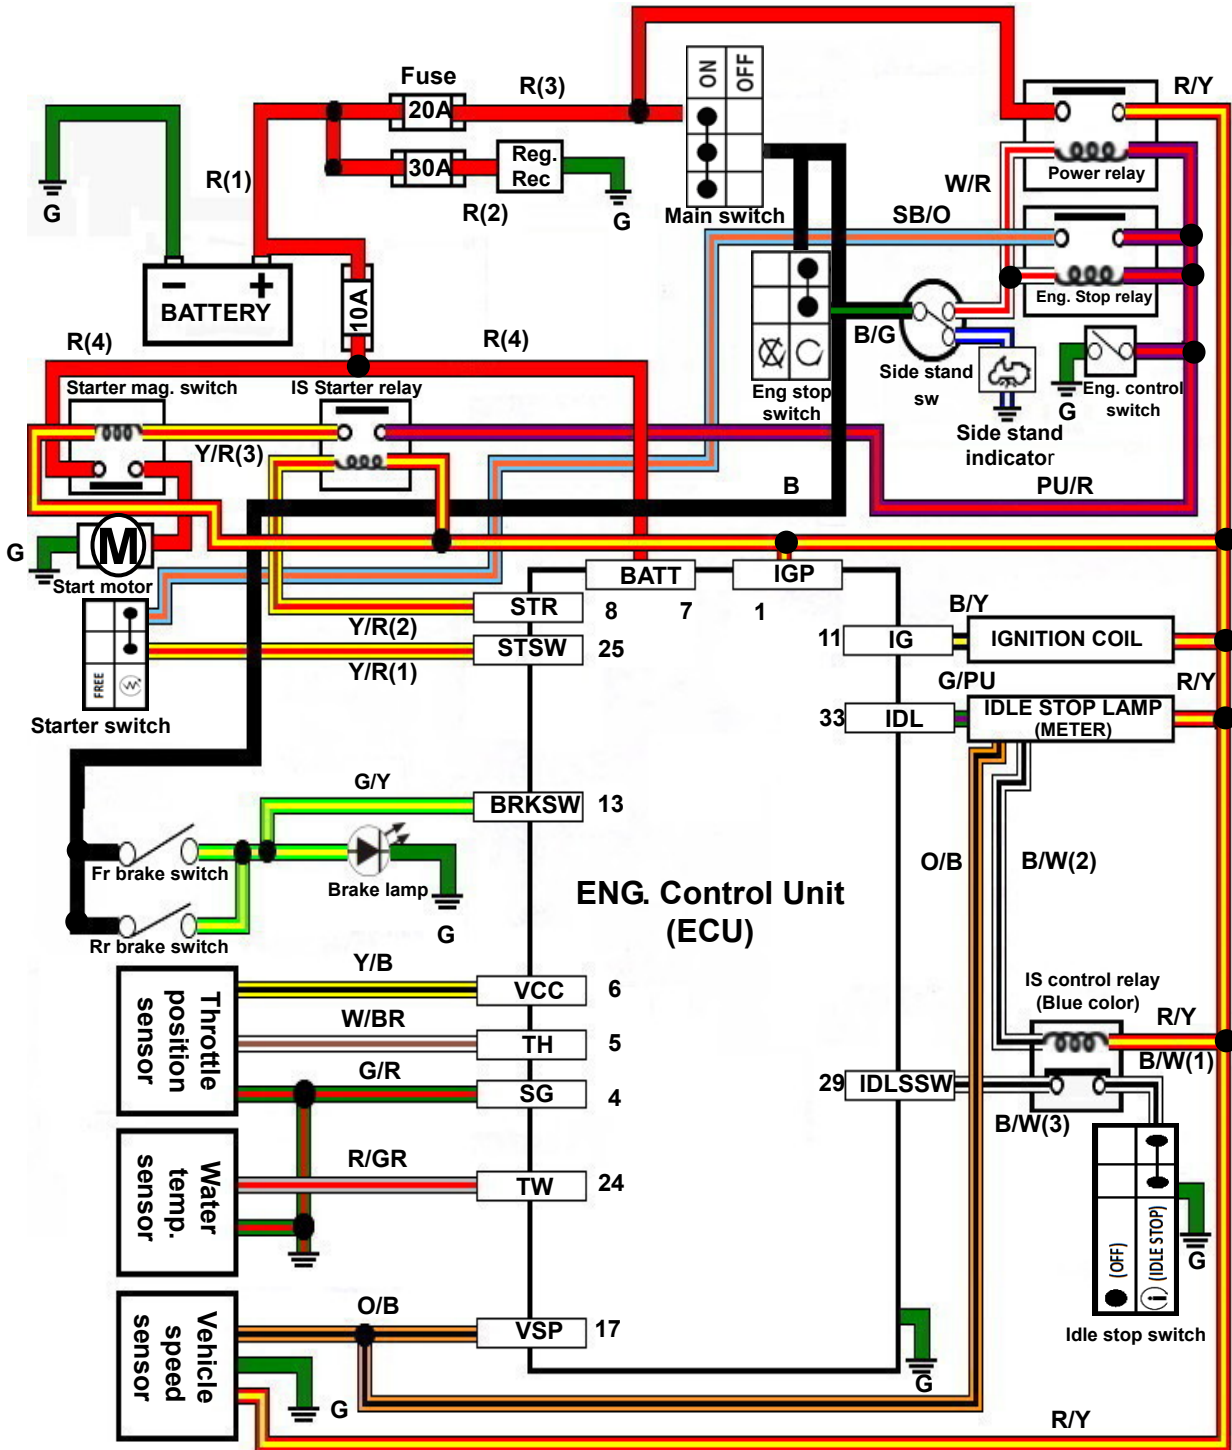 Fuse
20A
R(3)
30A
Reg.
Rec
R(2)
G
R(1)
G
ON
OFF
Main switch
R/Y
Power relay
W/R
SB/O
Eng. Stop relay
BATTERY
− +
10A
R(4)
R(4)
Starter mag. switch
IS Starter relay
Y/R(3)
Eng stop
switch
B/G
Side stand
sw
Side stand
indicator
G
Eng. control
switch
B
PU/R
G
M
Start motor
BATT
IGP
8
7
1
STR
Y/R(2)
STSW
25
Y/R(1)
FREE
Starter switch
11
IG
B/Y
IGNITION COIL
G/PU
R/Y
33
IDL
IDLE STOP LAMP
(METER)
G/Y
BRKSW
13
Fr brake switch
Brake lamp
G
Rr brake switch
ENG. Control Unit
(ECU)
O/B
B/W(2)
Throttle
position
sensor
Y/B
VCC
6
W/BR
TH
5
G/R
SG
4
IS control relay
(Blue color)
R/Y
B/W(1)
29
IDLSSW
B/W(3)
Water
temp.
sensor
R/GR
TW
24
(OFF)
(IDLE STOP)
i
G
Idle stop switch
Vehicle
speed
sensor
O/B
VSP
17
G
G
R/Y